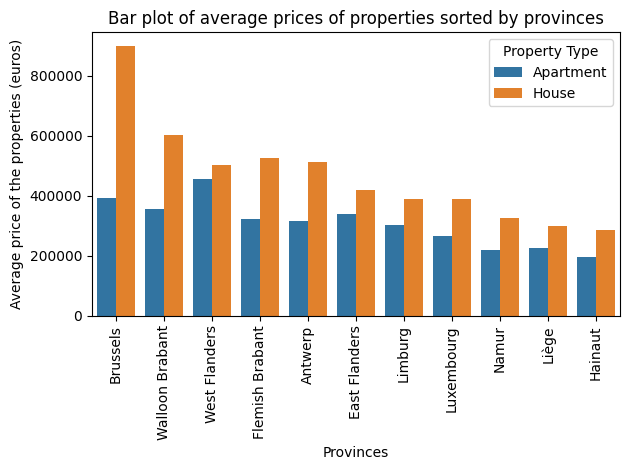 Bar plot of average prices of properties sorted by provinces
Average price of the properties (euros)
800000
600000
400000
200000
0
Property Type
Apartment
House
Brussels
Walloon Brabant
West Flanders
Flemish Brabant
Antwerp
East Flanders
Limburg
Luxembourg
Namur
Liège
Hainaut
Provinces